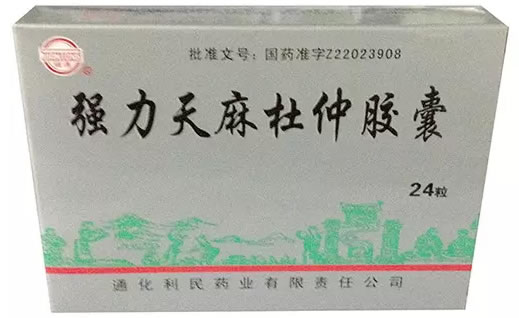 批准文号：国药准字Z22023908
强力天麻杜仲胶囊
24粒
通化利民药业有限责任公司